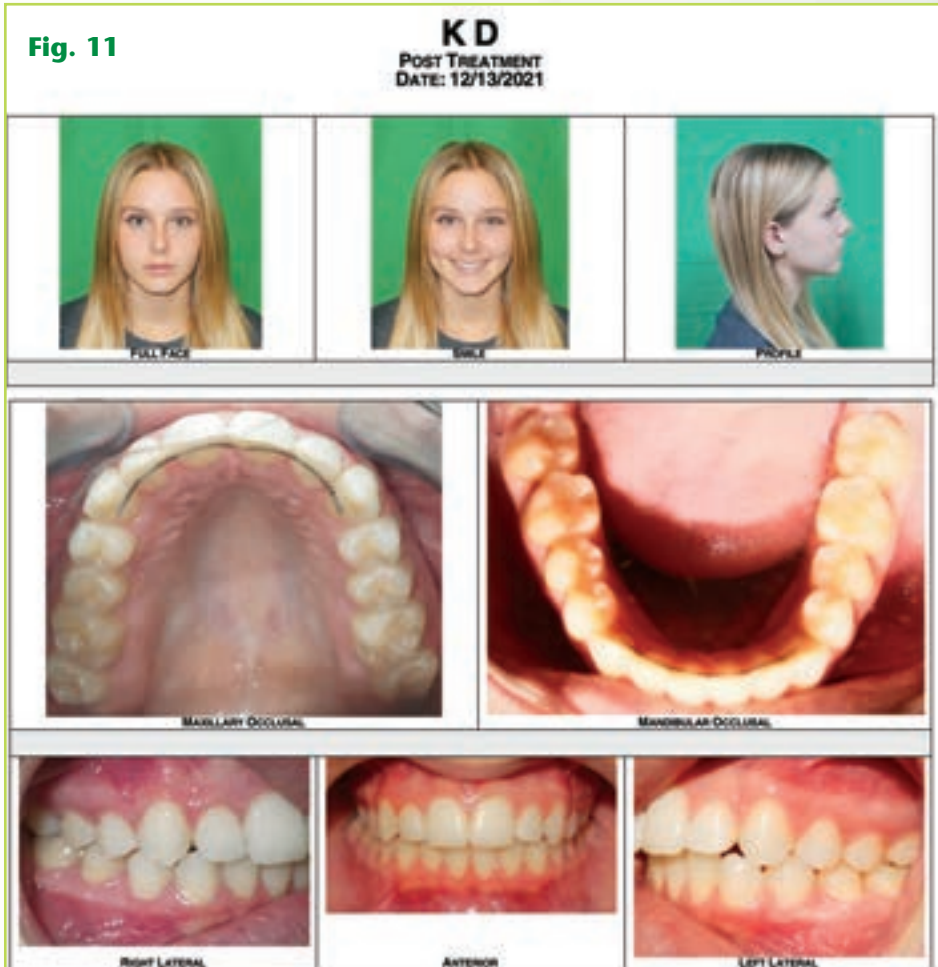 Fig. 11
K D
POST TREATMENT
DATE: 12/13/2021
FULL FACE
SMILE
PROFILE
MAXILLARY OCCLUSAL
MANDIBULAR OCCLUSAL
RIGHT LATERAL
ANTERIOR
LEFT LATERAL